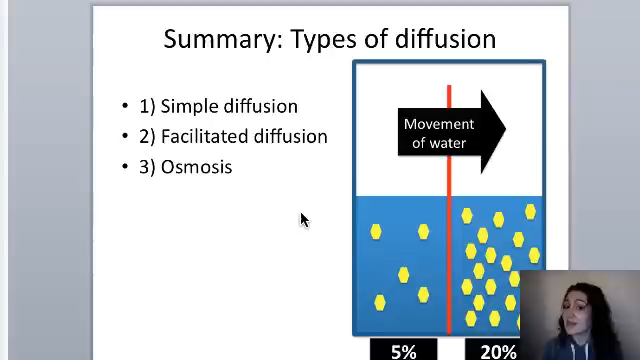 Summary: Types of diffusion
• 1) Simple diffusion
• 2) Facilitated diffusion
• 3) Osmosis
Movement
of water
5%
20%